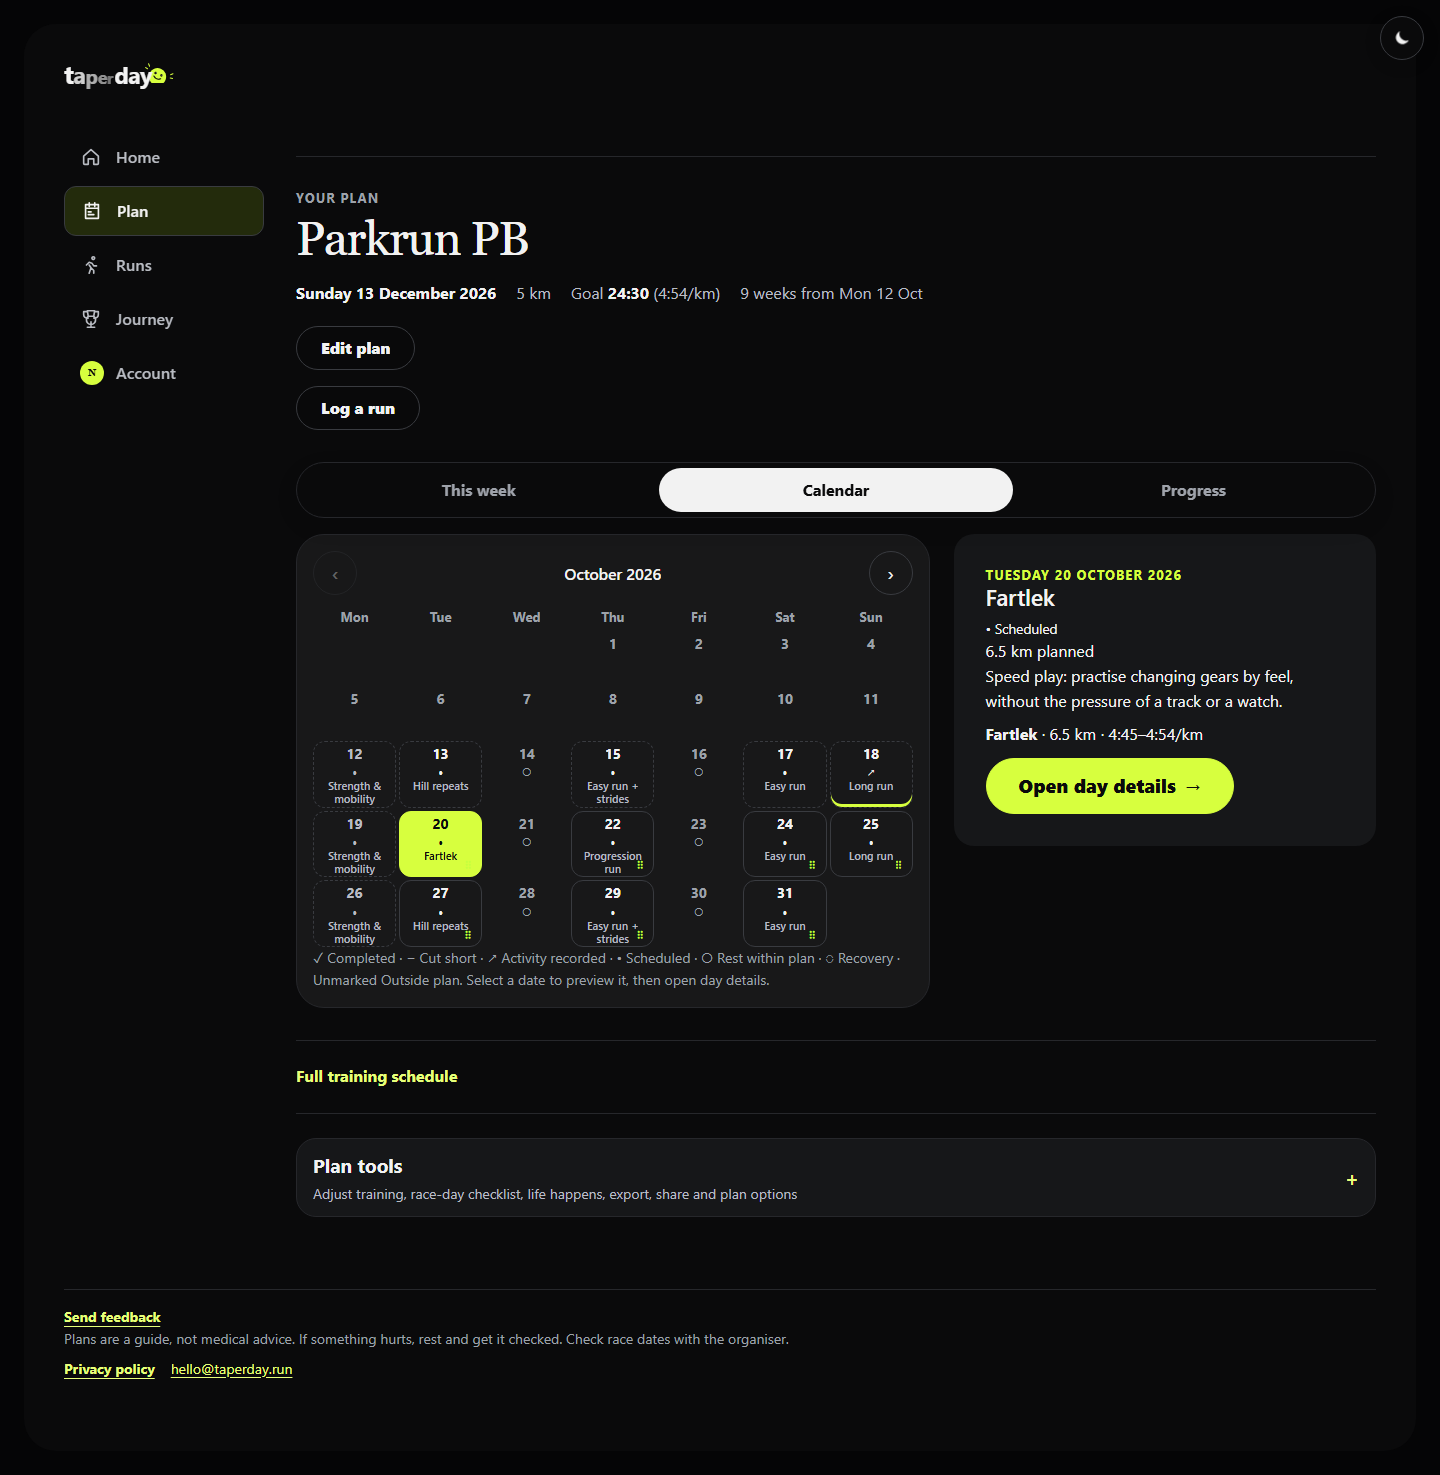 taperday
Home
Plan
Runs
Journey
N Account
YOUR PLAN
Parkrun PB
Sunday 13 December 2026 5 km Goal 24:30 (4:54/km) 9 weeks from Mon 12 Oct
Edit plan
Log a run
This week Calendar Progress
‹ October 2026 ›
Mon Tue Wed Thu Fri Sat Sun
1 2 3 4
5 6 7 8 9 10 11
12 13 14 15 16 17 18
• • ○ • ○ • ↗
Strength & mobility Hill repeats Easy run + strides Easy run Long run
19 20 21 22 23 24 25
• • ○ • ○ • •
Strength & mobility Fartlek Progression run Easy run Long run
26 27 28 29 30 31
• • ○ • ○ •
Strength & mobility Hill repeats Easy run + strides Easy run
✓ Completed · – Cut short · ↗ Activity recorded · • Scheduled · ○ Rest within plan · ○ Recovery ·
Unmarked Outside plan. Select a date to preview it, then open day details.
TUESDAY 20 OCTOBER 2026
Fartlek
• Scheduled
6.5 km planned
Speed play: practise changing gears by feel,
without the pressure of a track or a watch.
Fartlek · 6.5 km · 4:45–4:54/km
Open day details →
Full training schedule
Plan tools
Adjust training, race-day checklist, life happens, export, share and plan options
+
Send feedback
Plans are a guide, not medical advice. If something hurts, rest and get it checked. Check race dates with the organiser.
Privacy policy hello@taperday.run